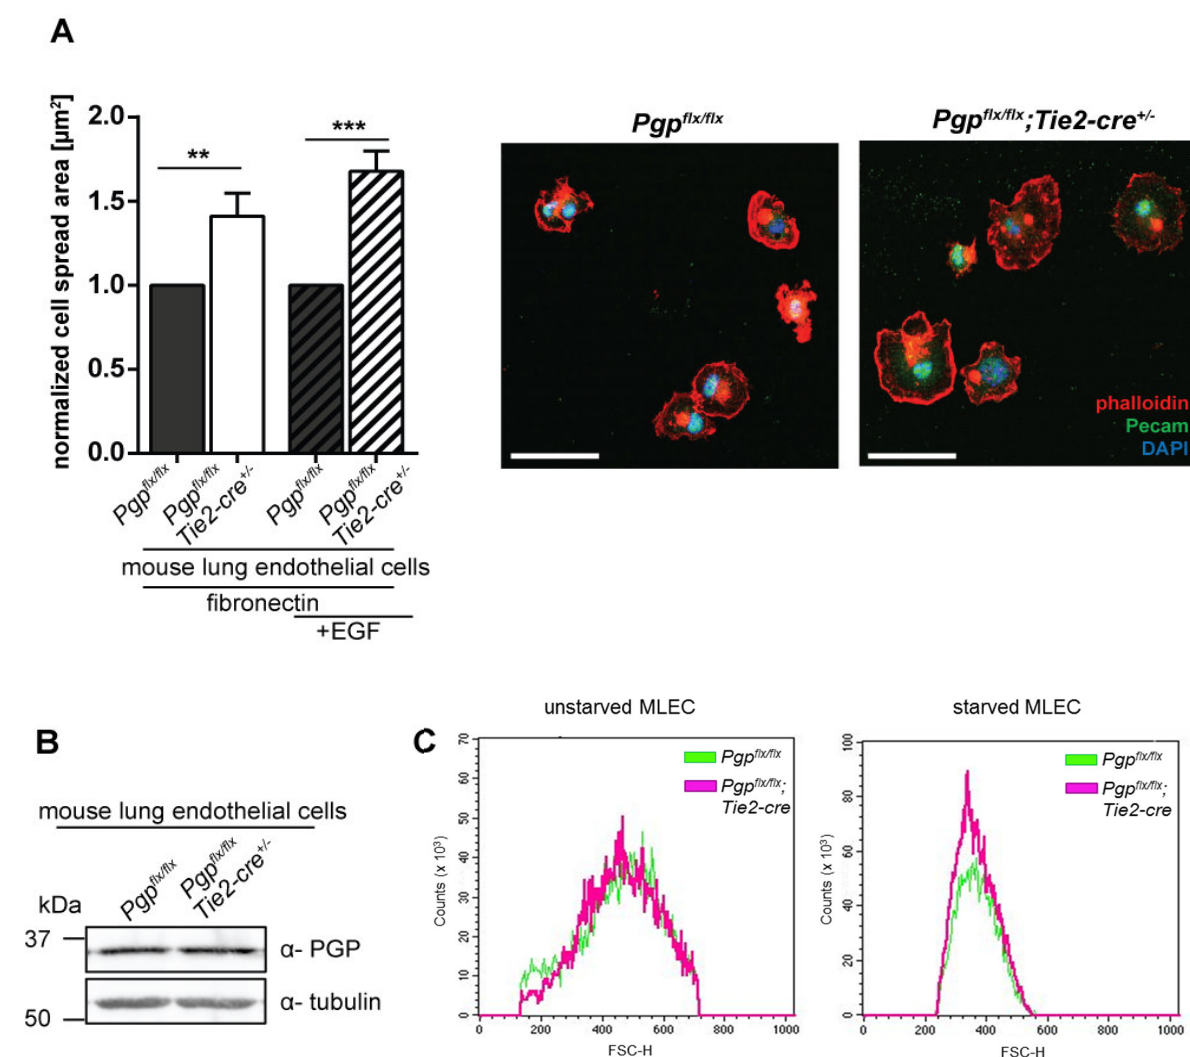 A
normalized cell spread area [µm²]
2.0
1.5
1.0
0.5
0.0
**
***
Pgp^flx/flx
Pgp^flx/flx
Tie2-cre^+/-
Pgp^flx/flx
Pgp^flx/flx
Tie2-cre^+/-
mouse lung endothelial cells
fibronectin
+EGF
Pgp^flx/flx
Pgp^flx/flx;Tie2-cre^+/-
phalloidin
Pecam
DAPI
B
mouse lung endothelial cells
Pgp^flx/flx
Pgp^flx/flx
Tie2-cre^+/-
kDa
37
α- PGP
α- tubulin
50
C
unstarved MLEC
Counts (x 10³)
70
60
50
40
30
20
10
0
Pgp^flx/flx
Pgp^flx/flx;
Tie2-cre
0 200 400 600 800 1000
FSC-H
starved MLEC
Counts (x 10³)
100
80
60
40
20
0
Pgp^flx/flx
Pgp^flx/flx;
Tie2-cre
0 200 400 600 800 1000
FSC-H